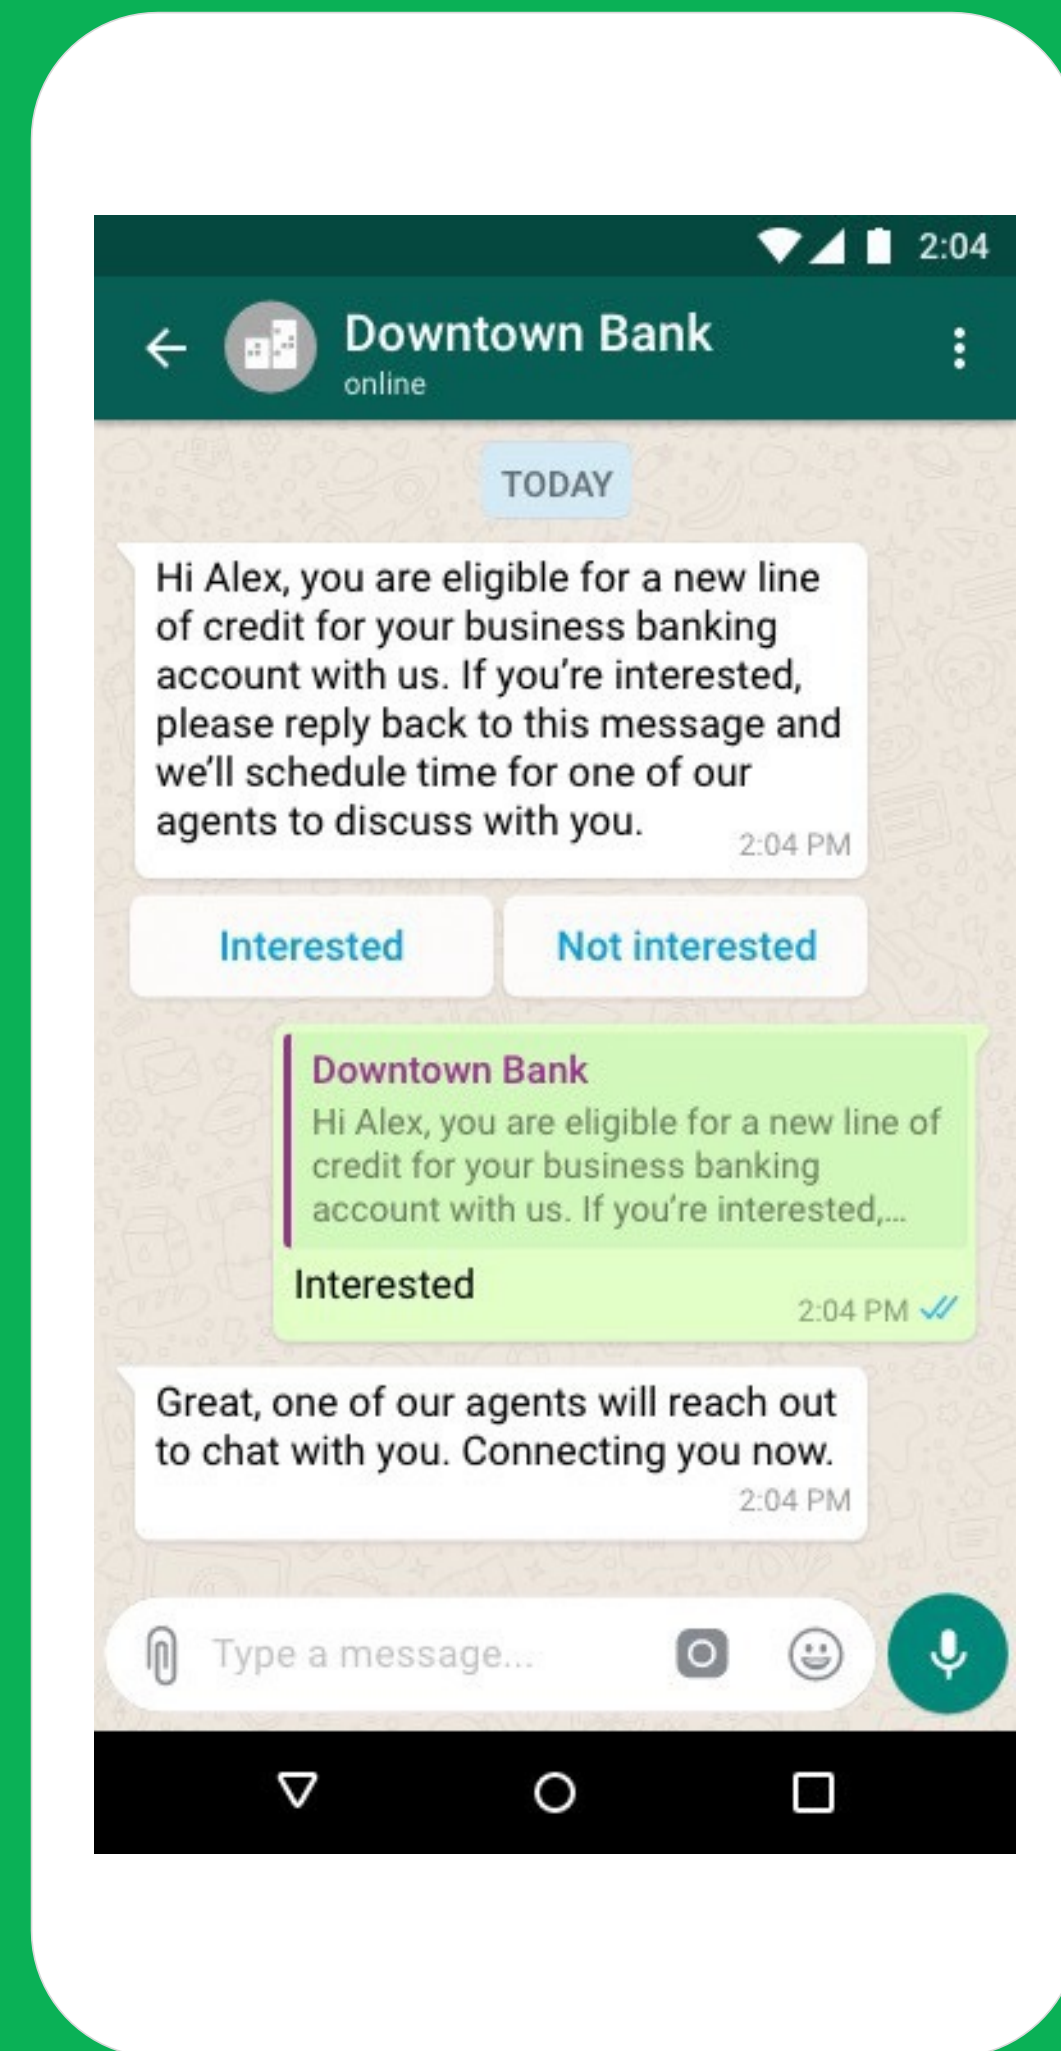 2:04
Downtown Bank
online
TODAY
Hi Alex, you are eligible for a new line
of credit for your business banking
account with us. If you’re interested,
please reply back to this message and
we’ll schedule time for one of our
agents to discuss with you.
2:04 PM
Interested
Not interested
Downtown Bank
Hi Alex, you are eligible for a new line of
credit for your business banking
account with us. If you’re interested,...
Interested
2:04 PM
Great, one of our agents will reach out
to chat with you. Connecting you now.
2:04 PM
Type a message...